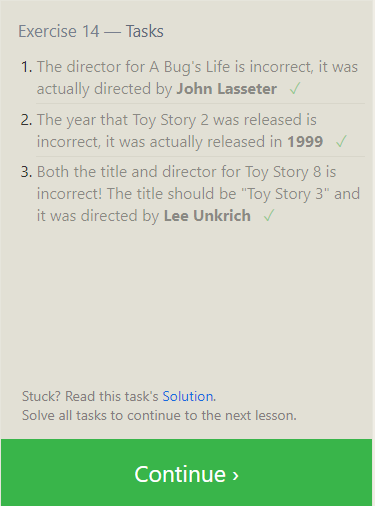 Exercise 14 — Tasks
1. The director for A Bug's Life is incorrect, it was
actually directed by John Lasseter ✓
2. The year that Toy Story 2 was released is
incorrect, it was actually released in 1999 ✓
3. Both the title and director for Toy Story 8 is
incorrect! The title should be "Toy Story 3" and
it was directed by Lee Unkrich ✓
Stuck? Read this task's Solution.
Solve all tasks to continue to the next lesson.
Continue ›